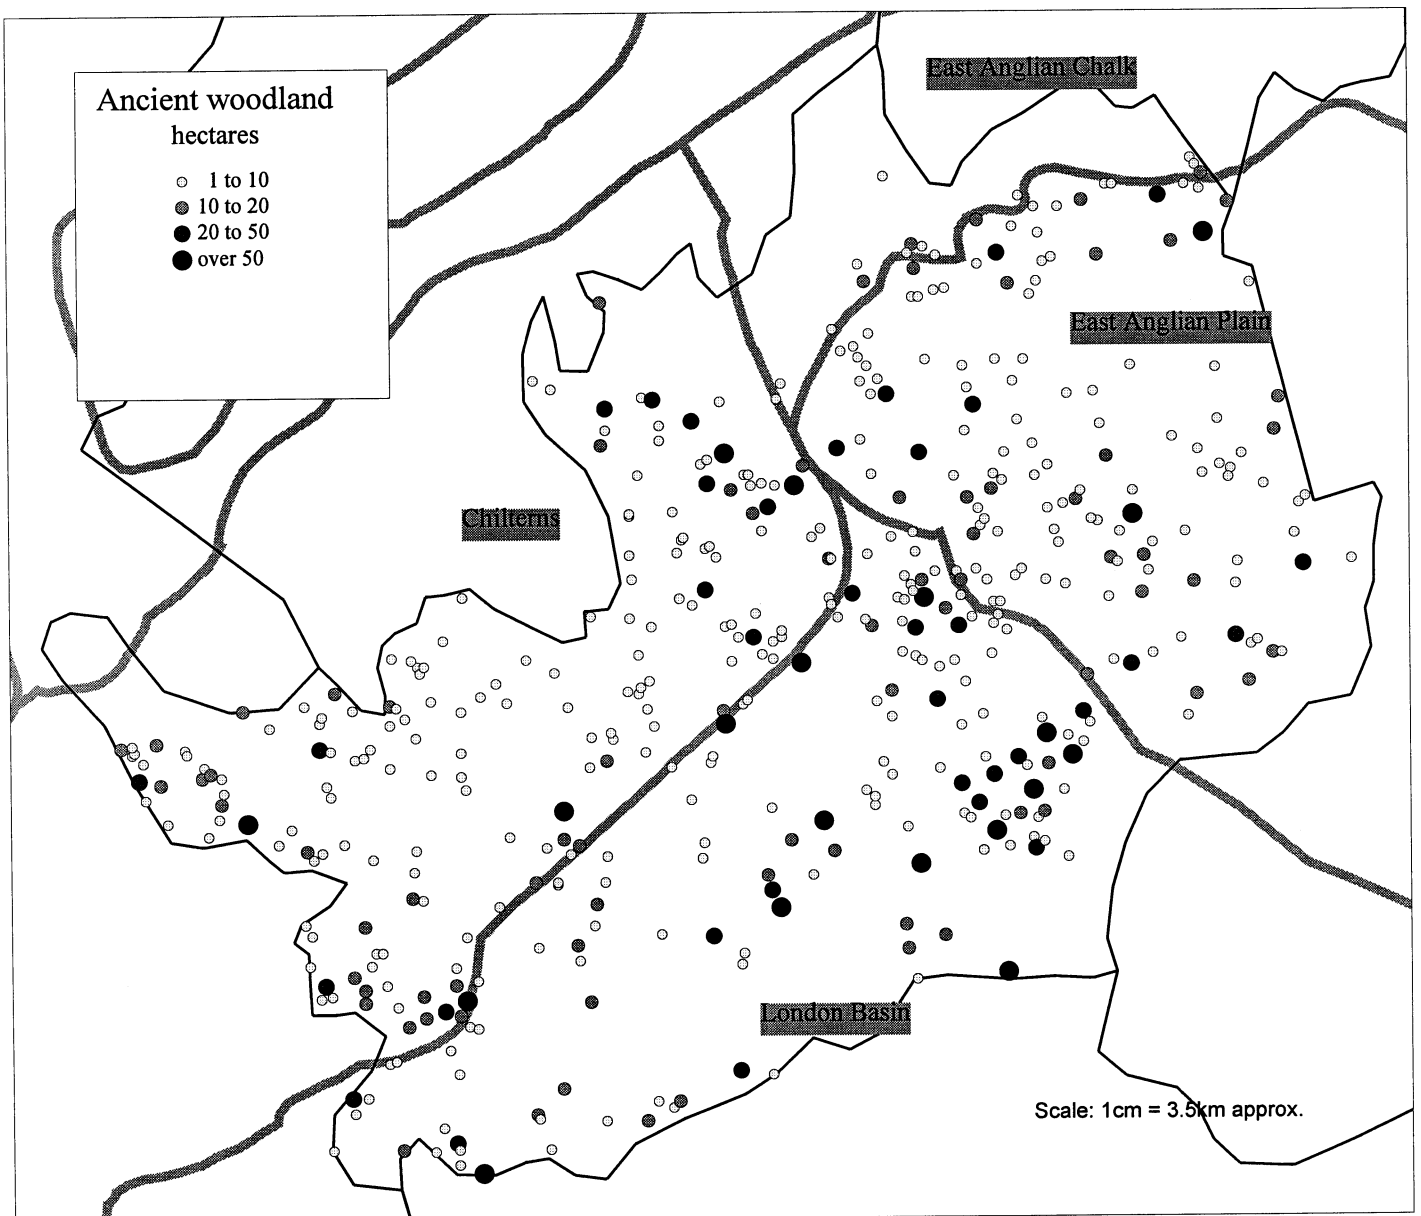 East Anglian Chalk
Ancient woodland
hectares
1 to 10
10 to 20
20 to 50
over 50
East Anglian Plain
Chilterns
London Basin
Scale: 1cm = 3.5km approx.